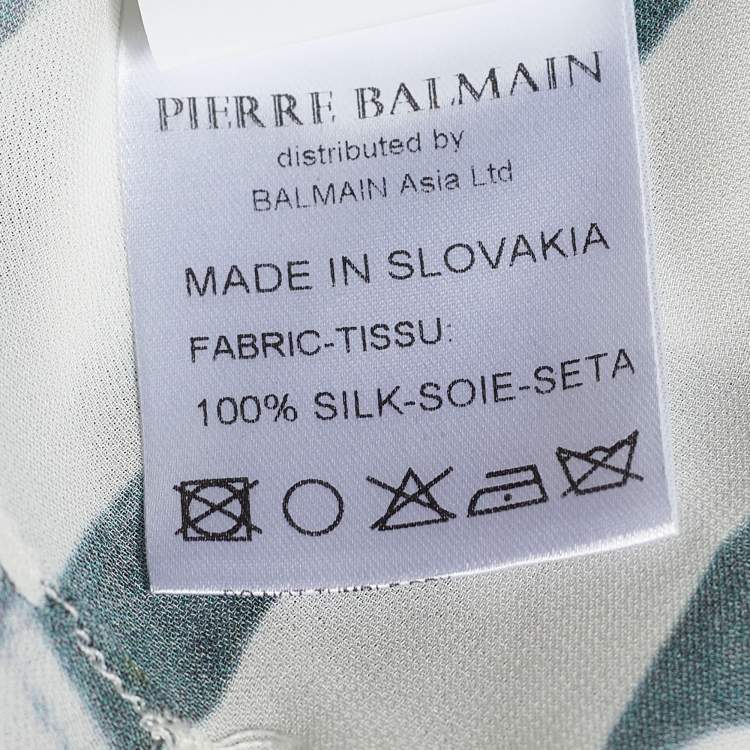 PIERRE BALMAIN
distributed by
BALMAIN Asia Ltd
MADE IN SLOVAKIA
FABRIC-TISSU:
100% SILK-SOIE-SETA